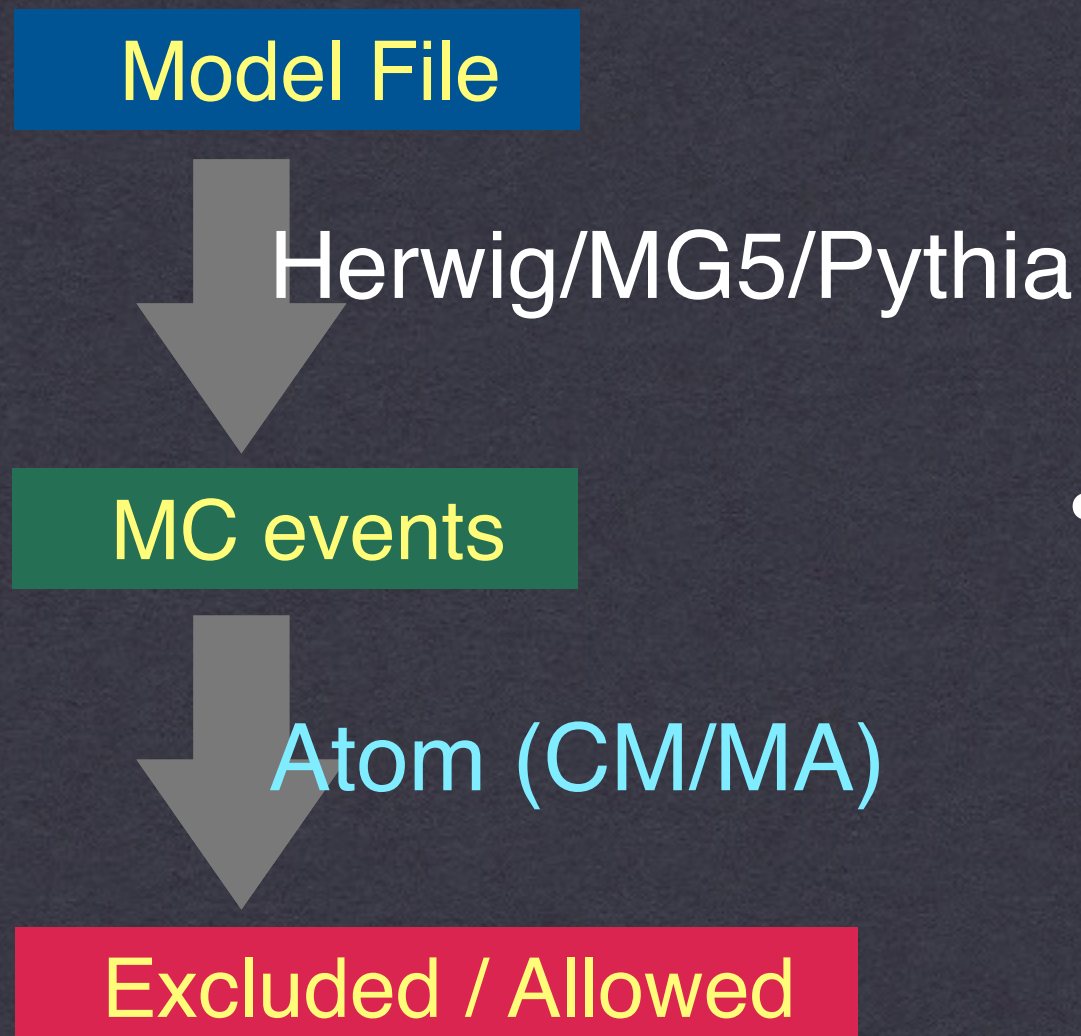 Model File
Herwig/MG5/Pythia
MC events
Atom (CM/MA)
Excluded / Allowed